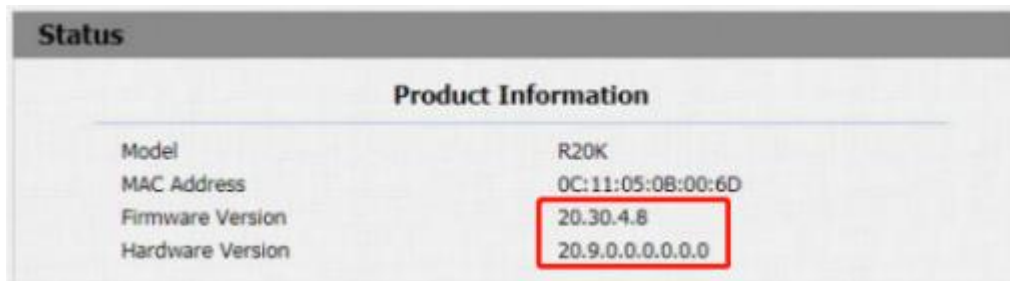 Status
Product Information
Model R20K
MAC Address 0C:11:05:0B:00:6D
Firmware Version 20.30.4.8
Hardware Version 20.9.0.0.0.0.0.0